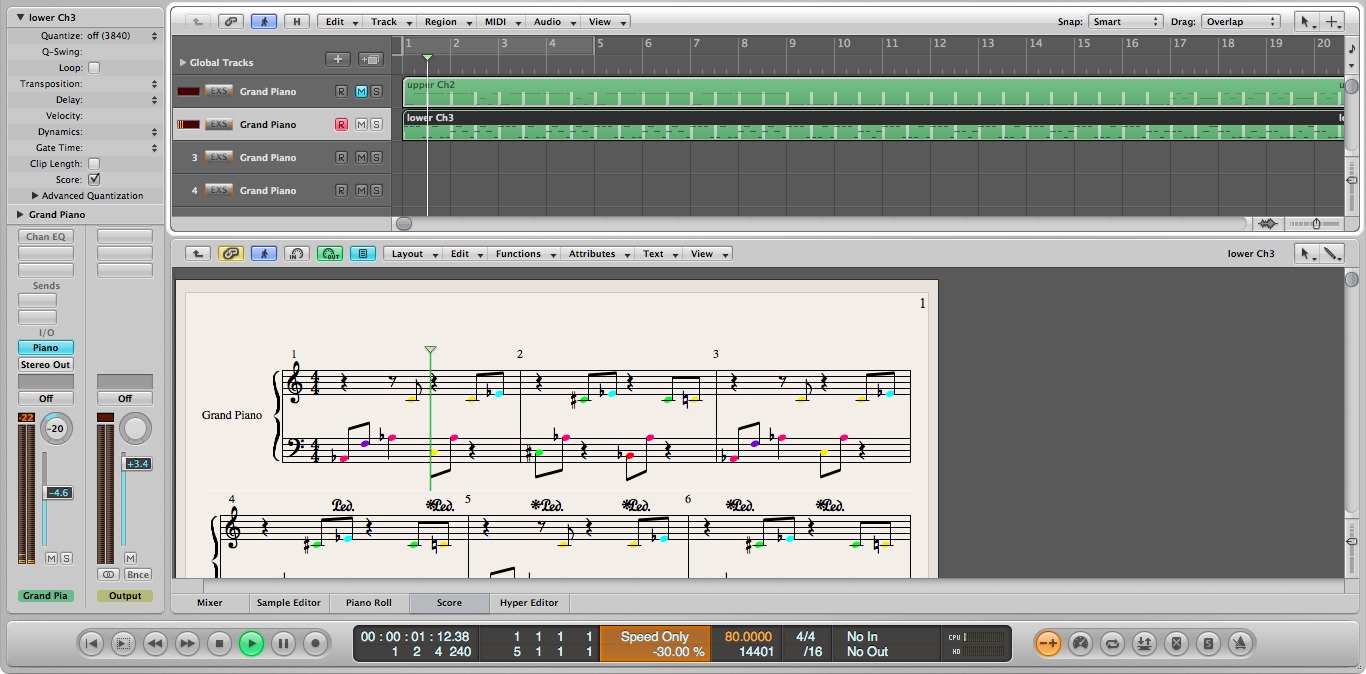 lower Ch3
Quantize: off (3840)
Q-Swing:
Loop:
Transposition:
Delay:
Velocity:
Dynamics:
Gate Time:
Clip Length:
Score:
Advanced Quantization
Grand Piano
Chan EQ
Sends
I/O
Piano
Stereo Out
Off Off
-22
-20
+3.4
-4.6
M S M
Bnce
Grand Pia Output
H Edit Track Region MIDI Audio View Snap: Smart Drag: Overlap
1 2 3 4 5 6 7 8 9 10 11 12 13 14 15 16 17 18 19 20
Global Tracks
EXS Grand Piano R M S upper Ch2 u
EXS Grand Piano R M S lower Ch3
3 EXS Grand Piano R M S
4 EXS Grand Piano R M S
IN OUT Layout Edit Functions Attributes Text View lower Ch3
1
1 2 3
Grand Piano
4 5 6
Ped. Ped. Ped. Ped. Ped. Ped.
Mixer Sample Editor Piano Roll Score Hyper Editor
00 : 00 : 01 : 12.38 1 1 1 1 Speed Only 80.0000 4/4 No In CPU
1 2 4 240 5 1 1 1 -30.00 % 14401 /16 No Out HD
S